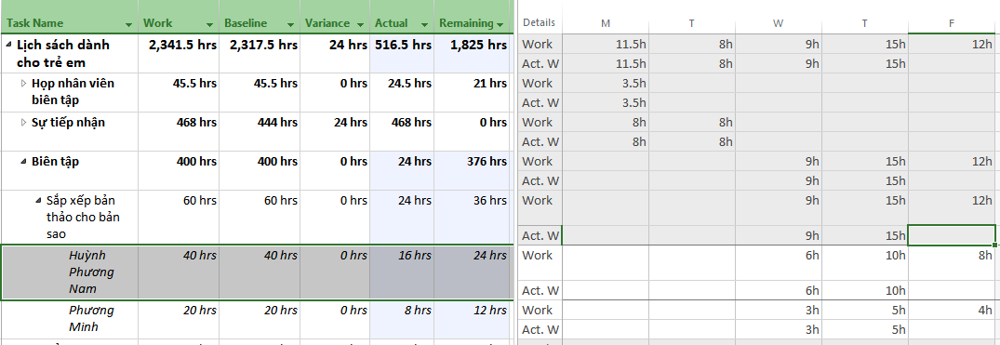 Task Name Work Baseline Variance Actual Remaining Details M T W T F
Lịch sách dành 2,341.5 hrs 2,317.5 hrs 24 hrs 516.5 hrs 1,825 hrs Work 11.5h 8h 9h 15h 12h
cho trẻ em Act. W 11.5h 8h 9h 15h
Họp nhân viên 45.5 hrs 45.5 hrs 0 hrs 24.5 hrs 21 hrs Work 3.5h
biên tập Act. W 3.5h
Sự tiếp nhận 468 hrs 444 hrs 24 hrs 468 hrs 0 hrs Work 8h 8h
Act. W 8h 8h
Biên tập 400 hrs 400 hrs 0 hrs 24 hrs 376 hrs Work 9h 15h 12h
Act. W 9h 15h
Sắp xếp bản 60 hrs 60 hrs 0 hrs 24 hrs 36 hrs Work 9h 15h 12h
thảo cho bản
sao Act. W 9h 15h
Huỳnh 40 hrs 40 hrs 0 hrs 16 hrs 24 hrs Work 6h 10h 8h
Phương
Nam Act. W 6h 10h
Phương 20 hrs 20 hrs 0 hrs 8 hrs 12 hrs Work 3h 5h 4h
Minh Act. W 3h 5h